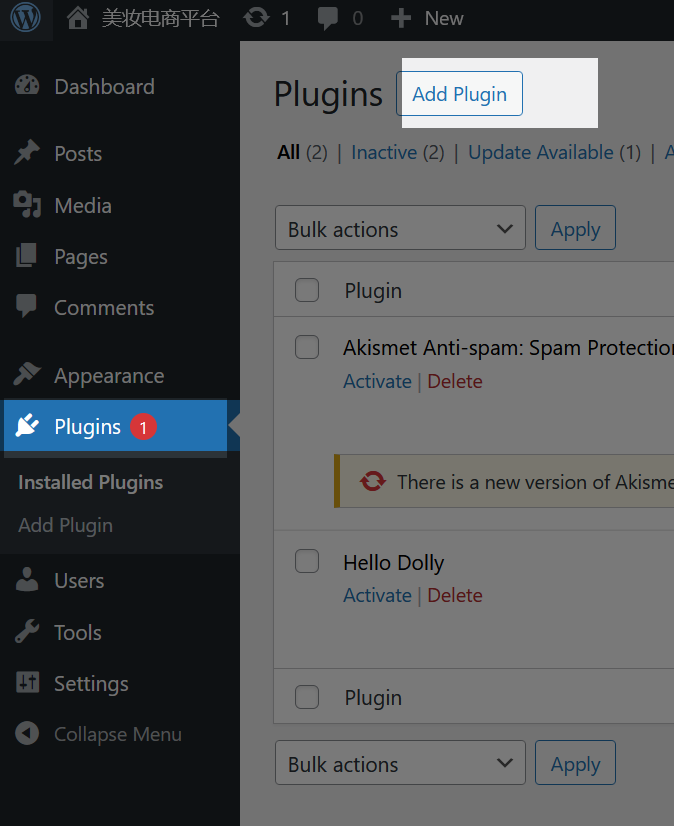 美妆电商平台 1 0 New
Dashboard
Posts
Media
Pages
Comments
Appearance
Plugins 1
Installed Plugins
Add Plugin
Users
Tools
Settings
Collapse Menu
Plugins Add Plugin
All (2) | Inactive (2) | Update Available (1) | A
Bulk actions Apply
Plugin
Akismet Anti-spam: Spam Protection
Activate | Delete
There is a new version of Akisme
Hello Dolly
Activate | Delete
Plugin
Bulk actions Apply